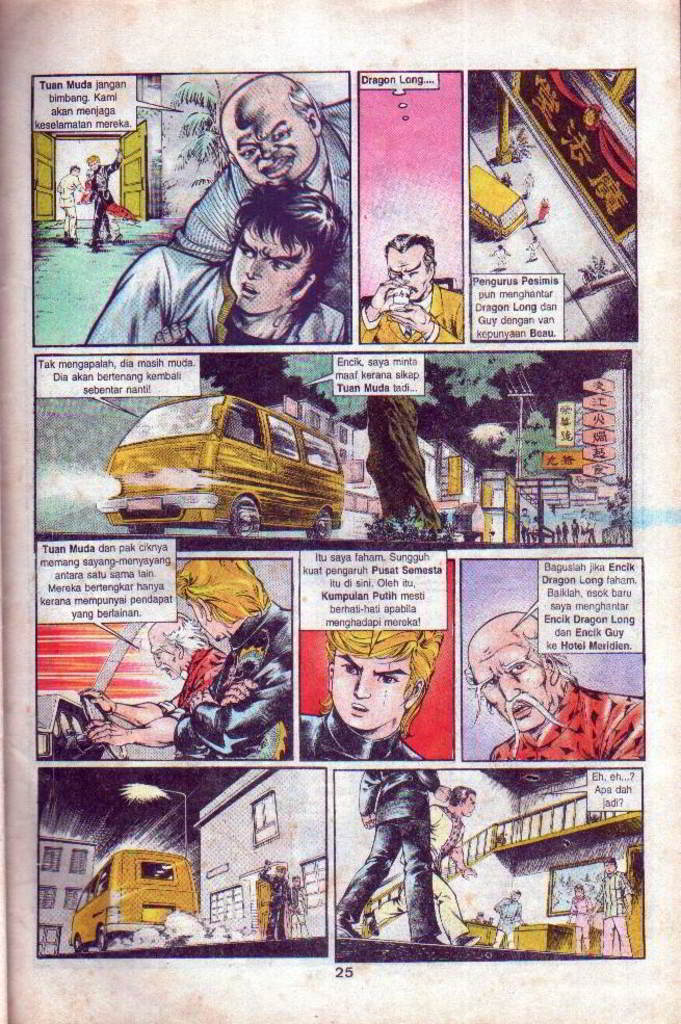 Tuan Muda jangan
bimbang. Kami
akan menjaga
keselamatan mereka.
Dragon Long....
Pengurus Pesimis
pun menghantar
Dragon Long dan
Guy dengan van
kepunyaan Beau.
Tak mengapalah, dia masih muda.
Dia akan bertenang kembali
sebentar nanti!
Encik, saya minta
maaf kerana sikap
Tuan Muda tadi...
Tuan Muda dan pak ciknya
memang sayang-menyayang
antara satu sama lain.
Mereka bertengkar hanya
kerana mempunyai pendapat
yang berlainan.
Itu saya faham. Sungguh
kuat pengaruh Pusat Semesta
itu di sini. Oleh itu,
Kumpulan Putih mesti
berhati-hati apabila
menghadapi mereka!
Baguslah jika Encik
Dragon Long faham.
Baiklah, esok baru
saya menghantar
Encik Dragon Long
dan Encik Guy
ke Hotel Meridien.
Eh, eh...?
Apa dah
jadi?
25